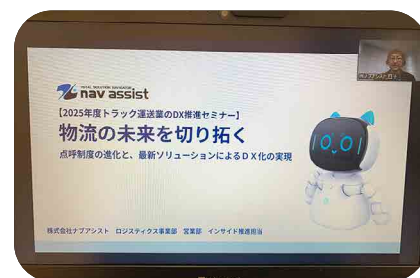 nav assist
【2025年度トラック運送業のDX推進セミナー】
物流の未来を切り拓く
点呼制度の進化と、最新ソリューションによるＤＸ化の実現
株式会社ナブアシスト　ロジスティクス事業部　営業部　インサイド推進担当